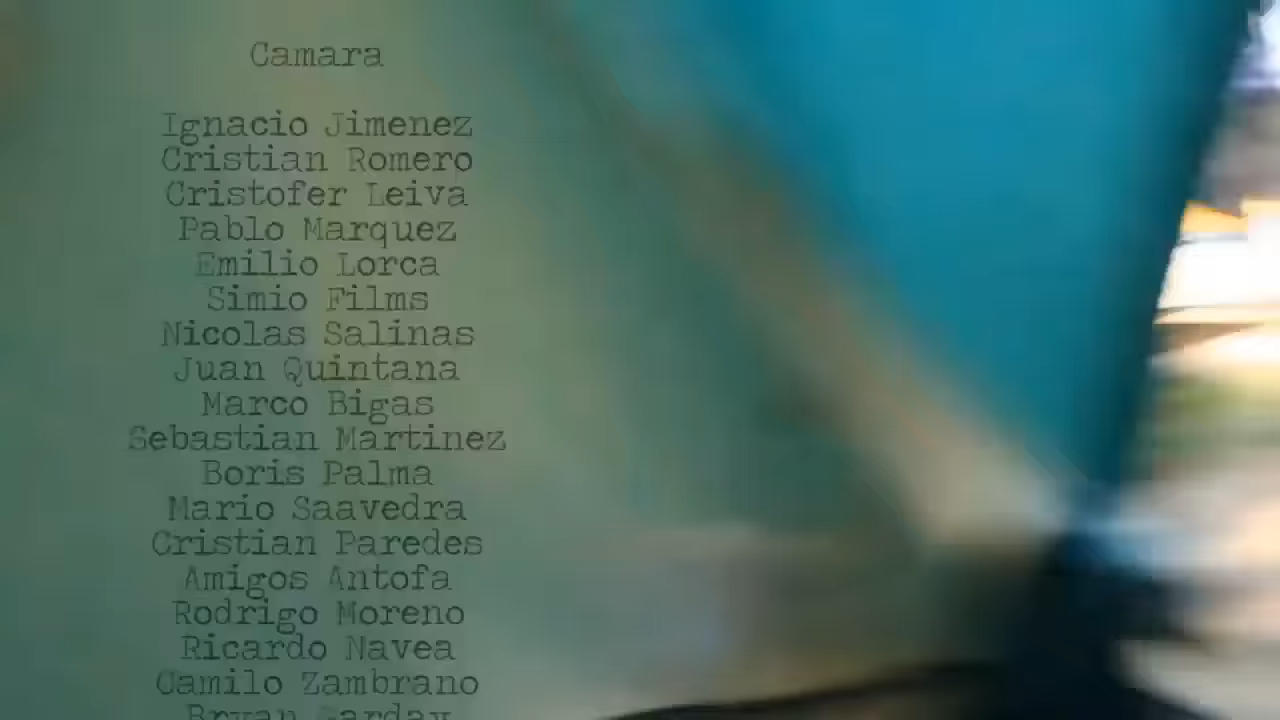 Camara
Ignacio Jimenez
Cristian Romero
Cristofer Leiva
Pablo Marquez
Emilio Lorca
Simio Films
Nicolas Salinas
Juan Quintana
Marco Bigas
Sebastian Martinez
Boris Palma
Mario Saavedra
Cristian Paredes
Amigos Antofa
Rodrigo Moreno
Ricardo Navea
Camilo Zambrano
Bryan